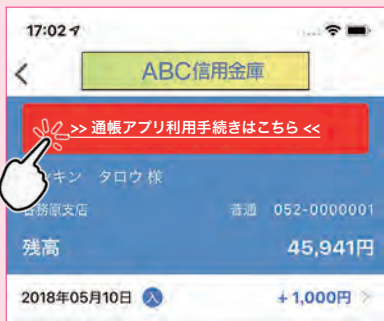 17:02
ABC信用金庫
>> 通帳アプリ利用手続きはこちら <<
キン タロウ様
各務原支店 普通 052-0000001
残高 45,941円
2018年05月10日 入 +1,000円